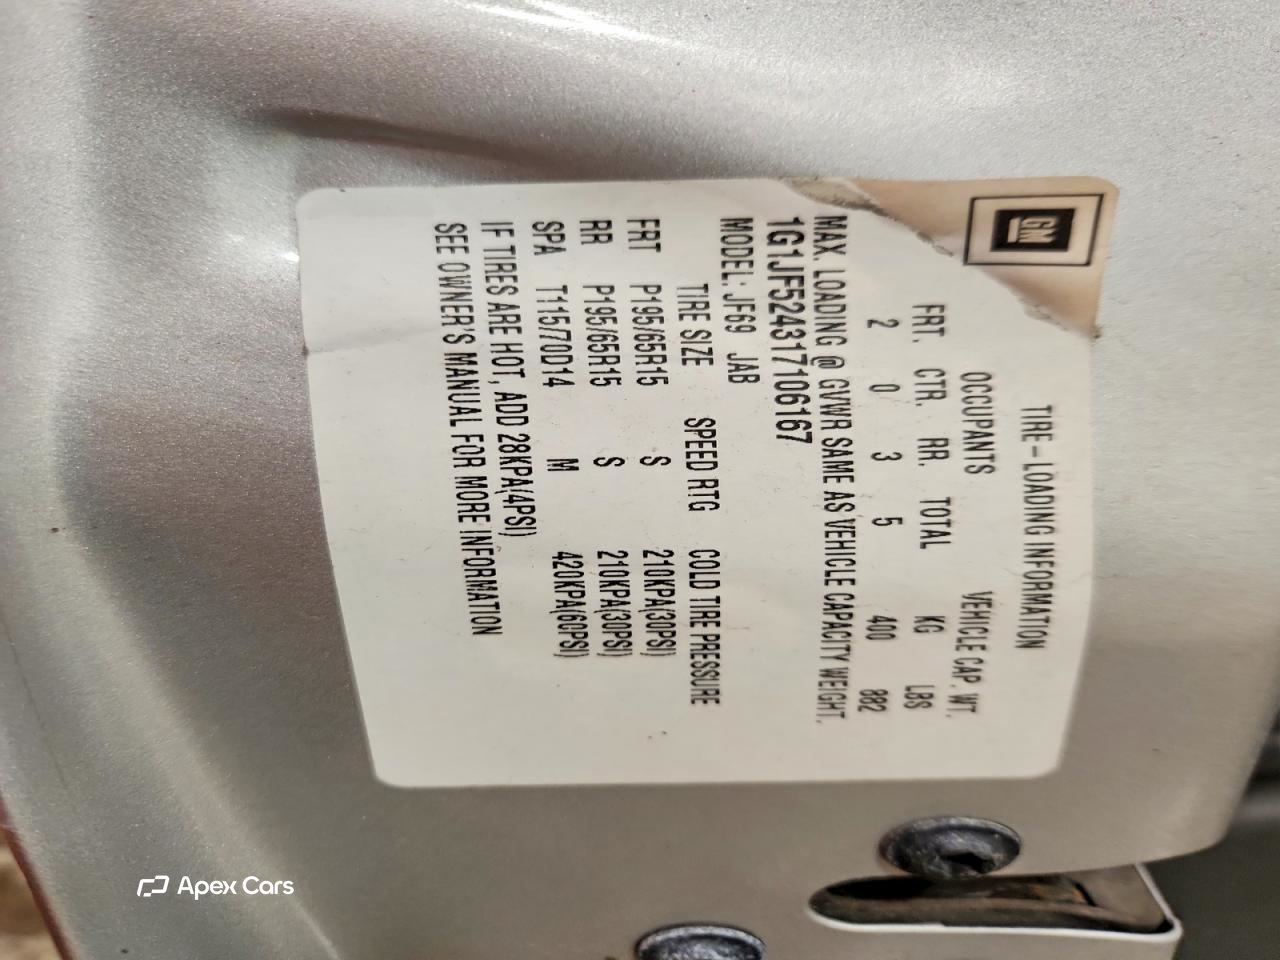 GM
TIRE-LOADING INFORMATION
OCCUPANTS VEHICLE CAP. WT.
FRT. CTR. RR. TOTAL KG LBS
2 0 3 5 400 882
MAX. LOADING @ GVWR SAME AS VEHICLE CAPACITY WEIGHT.
1G1JF524317106167
MODEL: JF69 JAB
TIRE SIZE SPEED RTG COLD TIRE PRESSURE
FRT P195/65R15 S 210KPA(30PSI)
RR P195/65R15 S 210KPA(30PSI)
SPA T115/70D14 M 420KPA(60PSI)
IF TIRES ARE HOT, ADD 28KPA(4PSI)
SEE OWNER'S MANUAL FOR MORE INFORMATION
Apex Cars